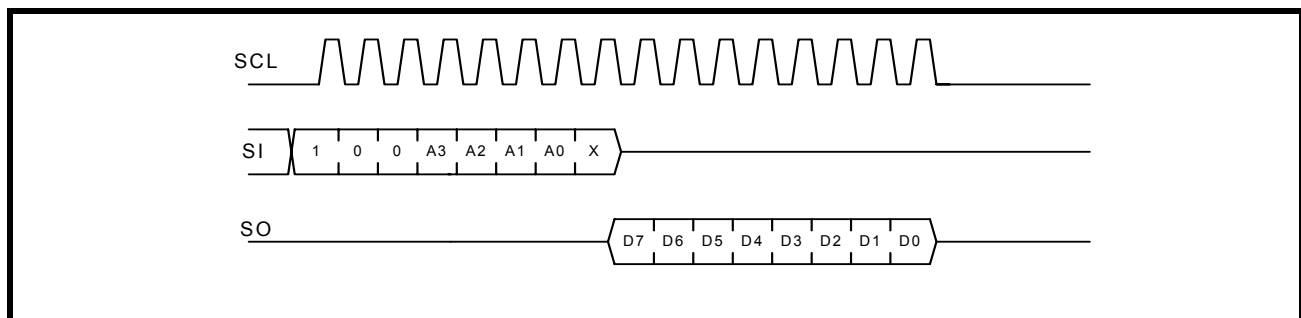 SCL
SI 1 0 0 A3 A2 A1 A0 X
SO D7 D6 D5 D4 D3 D2 D1 D0